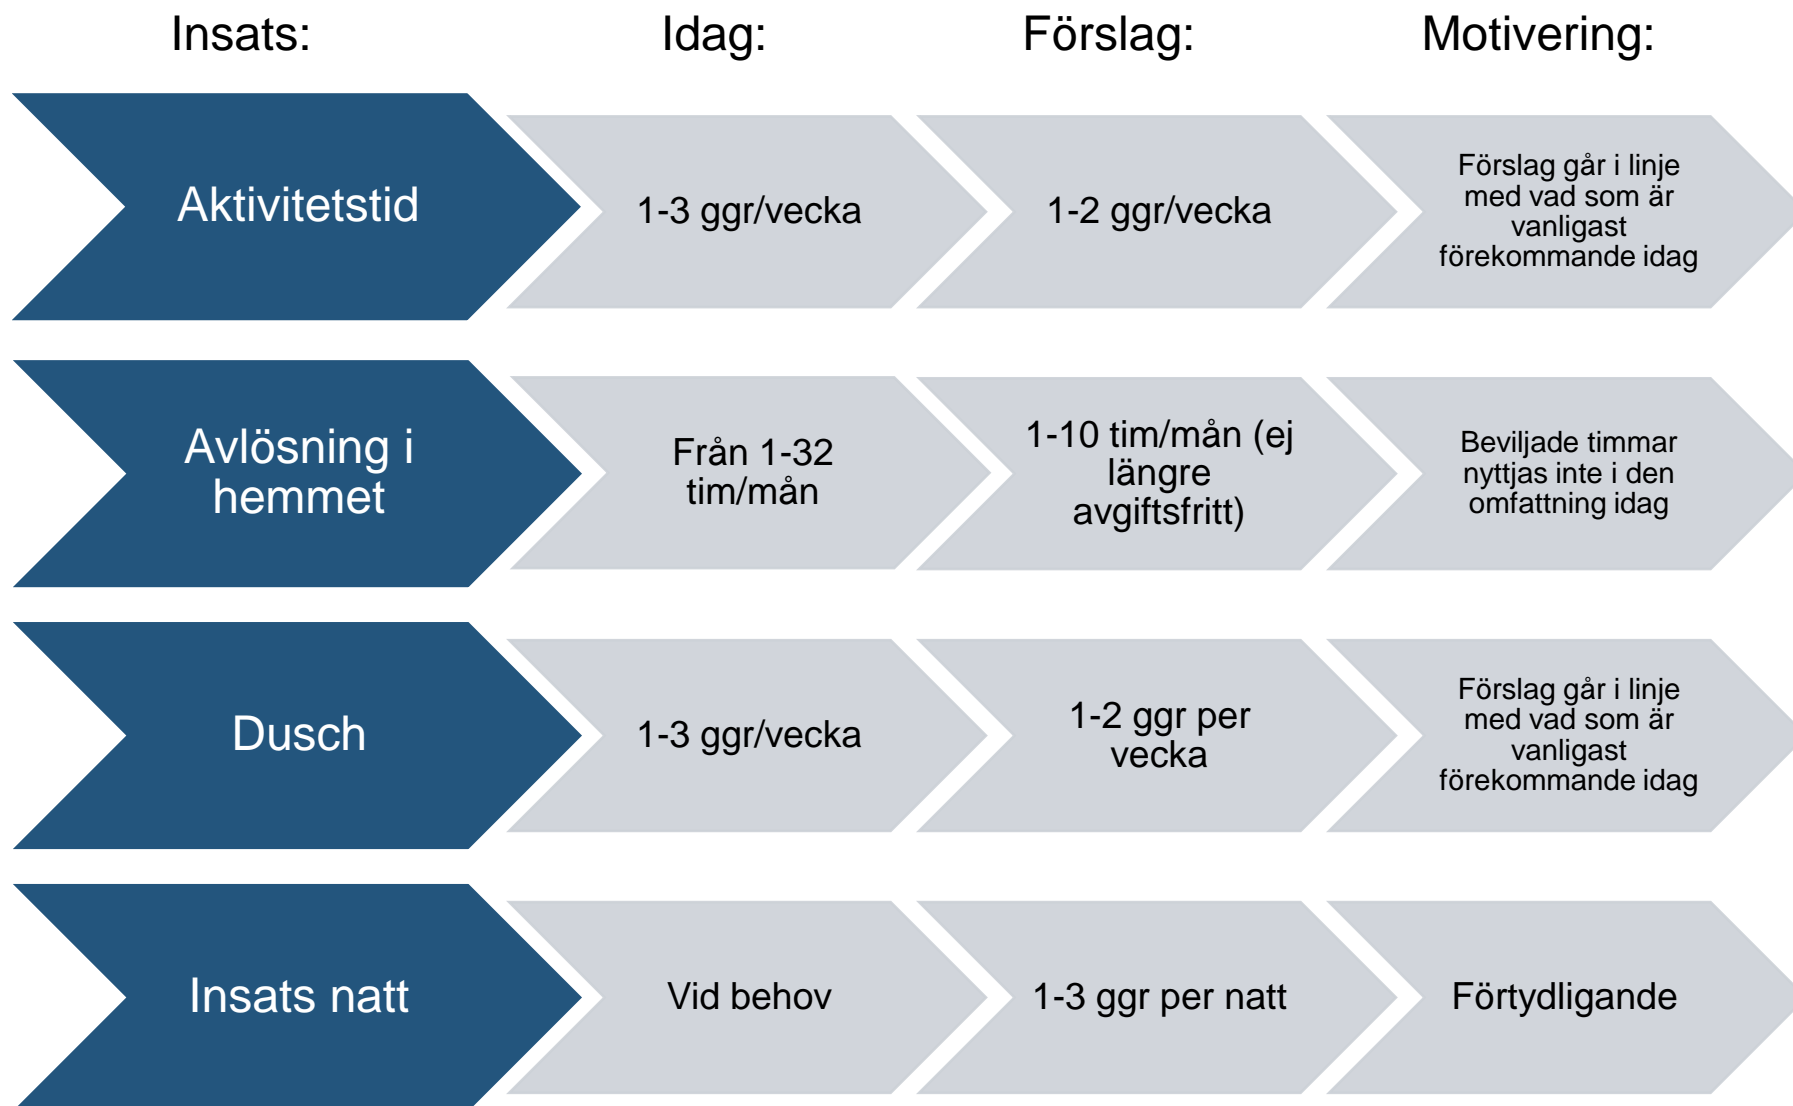 Insats:
Idag:
Förslag:
Motivering:
Aktivitetstid
1-3 ggr/vecka
1-2 ggr/vecka
Förslag går i linje
med vad som är
vanligast
förekommande idag
Avlösning i
hemmet
Från 1-32
tim/mån
1-10 tim/mån (ej
längre
avgiftsfritt)
Beviljade timmar
nyttjas inte i den
omfattning idag
Dusch
1-3 ggr/vecka
1-2 ggr per
vecka
Förslag går i linje
med vad som är
vanligast
förekommande idag
Insats natt
Vid behov
1-3 ggr per natt
Förtydligande